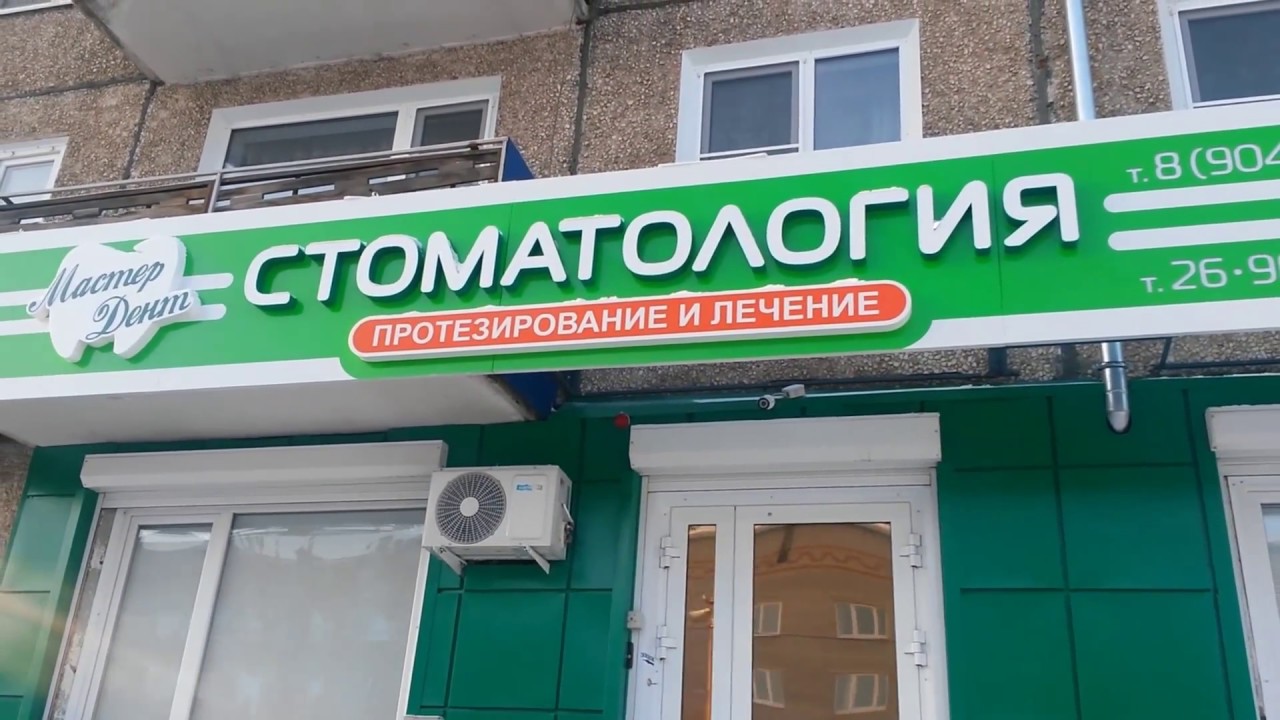 Мастер
Дент
СТОМАТОЛОГИЯ
ПРОТЕЗИРОВАНИЕ И ЛЕЧЕНИЕ
т. 8 (904
т. 26-9